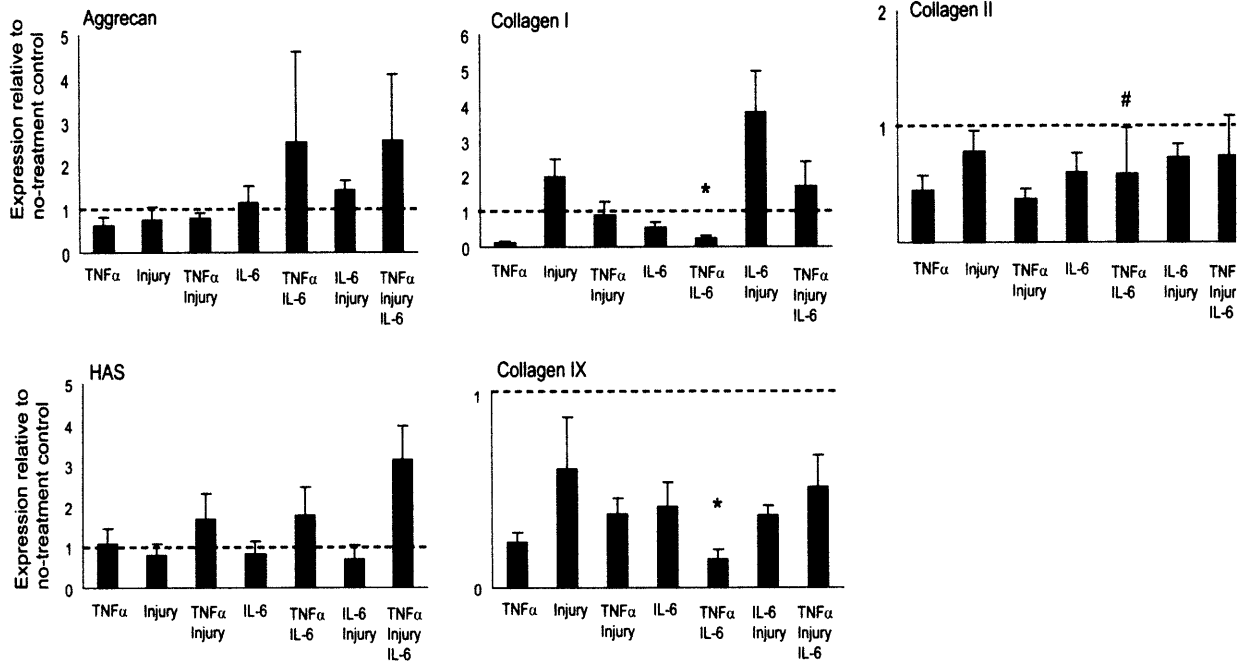 Aggrecan
Expression relative to
no-treatment control
5
4
3
2
1
0
TNFα Injury TNFα IL-6 TNFα IL-6 TNFα
Injury IL-6 Injury Injury
IL-6
Collagen I
6
5
4
3
2
1
0
*
TNFα Injury TNFα IL-6 TNFα IL-6 TNFα
Injury IL-6 Injury Injury
IL-6
Collagen II
2
1
#
TNFα Injury TNFα IL-6 TNFα IL-6 TNF
Injury IL-6 Injury Injur
IL-6
HAS
Expression relative to
no-treatment control
5
4
3
2
1
0
TNFα Injury TNFα IL-6 TNFα IL-6 TNFα
Injury IL-6 Injury Injury
IL-6
Collagen IX
1
0
*
TNFα Injury TNFα IL-6 TNFα IL-6 TNFα
Injury IL-6 Injury Injury
IL-6